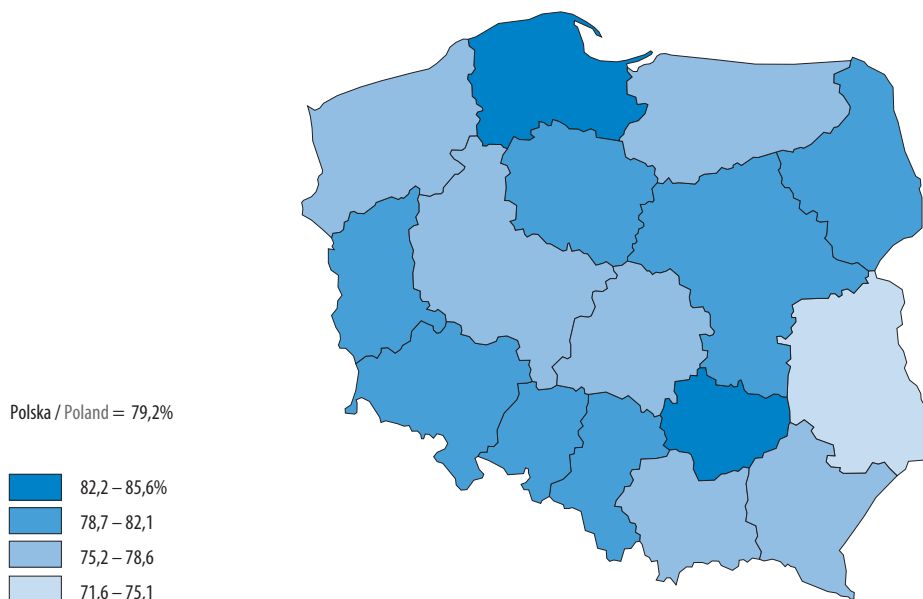 Polska / Poland = 79,2%
82,2 – 85,6%
78,7 – 82,1
75,2 – 78,6
71,6 – 75,1